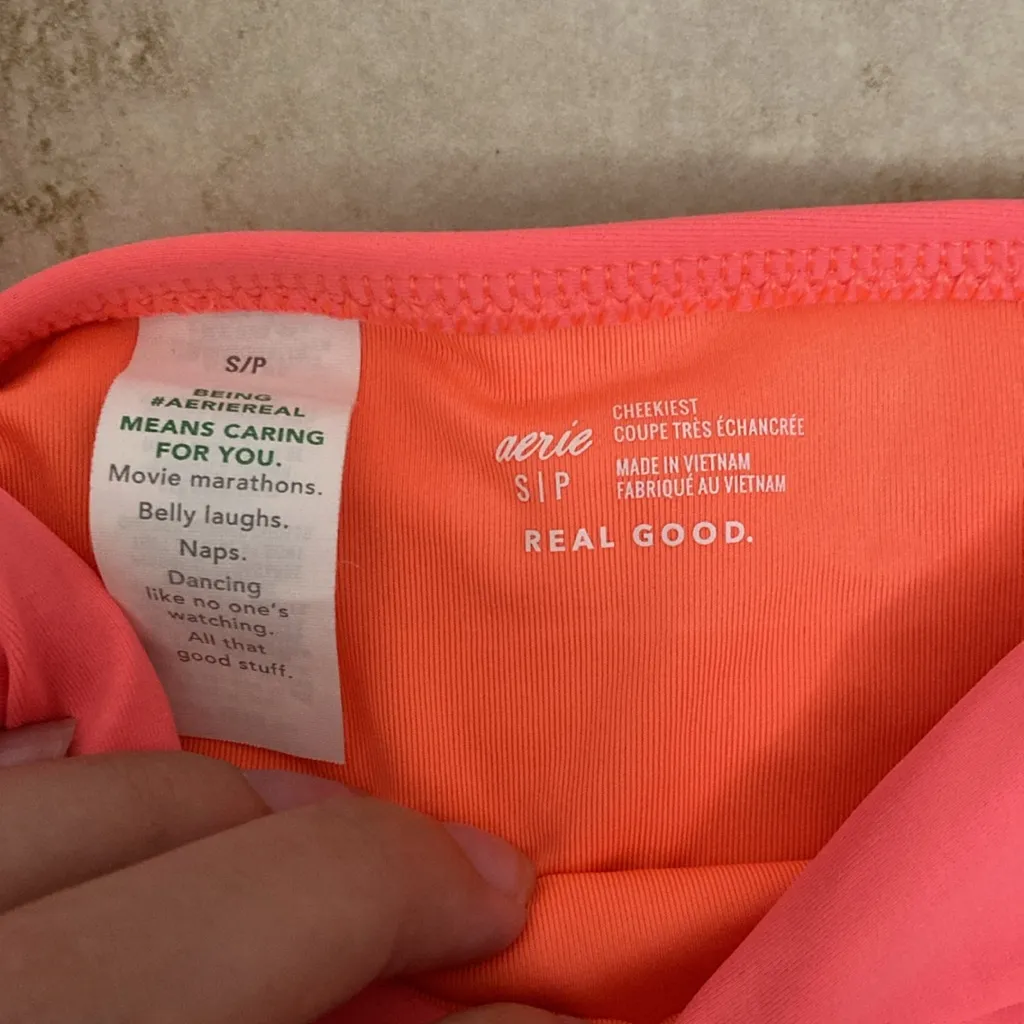 S/P
BEING
#AERIEREAL
MEANS CARING
FOR YOU.
Movie marathons.
Belly laughs.
Naps.
Dancing
like no one's
watching.
All that
good stuff.
aerie
S|P
CHEEKIEST
COUPE TRÈS ÉCHANCRÉE
MADE IN VIETNAM
FABRIQUÉ AU VIETNAM
REAL GOOD.